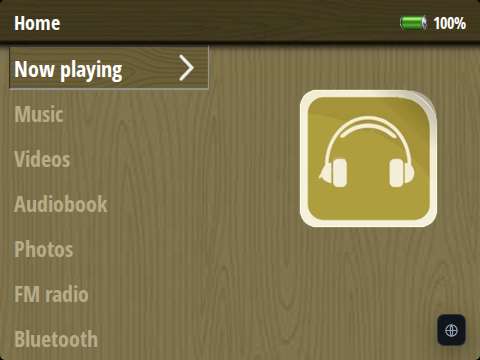 Home
100%
Now playing
Music
Videos
Audiobook
Photos
FM radio
Bluetooth